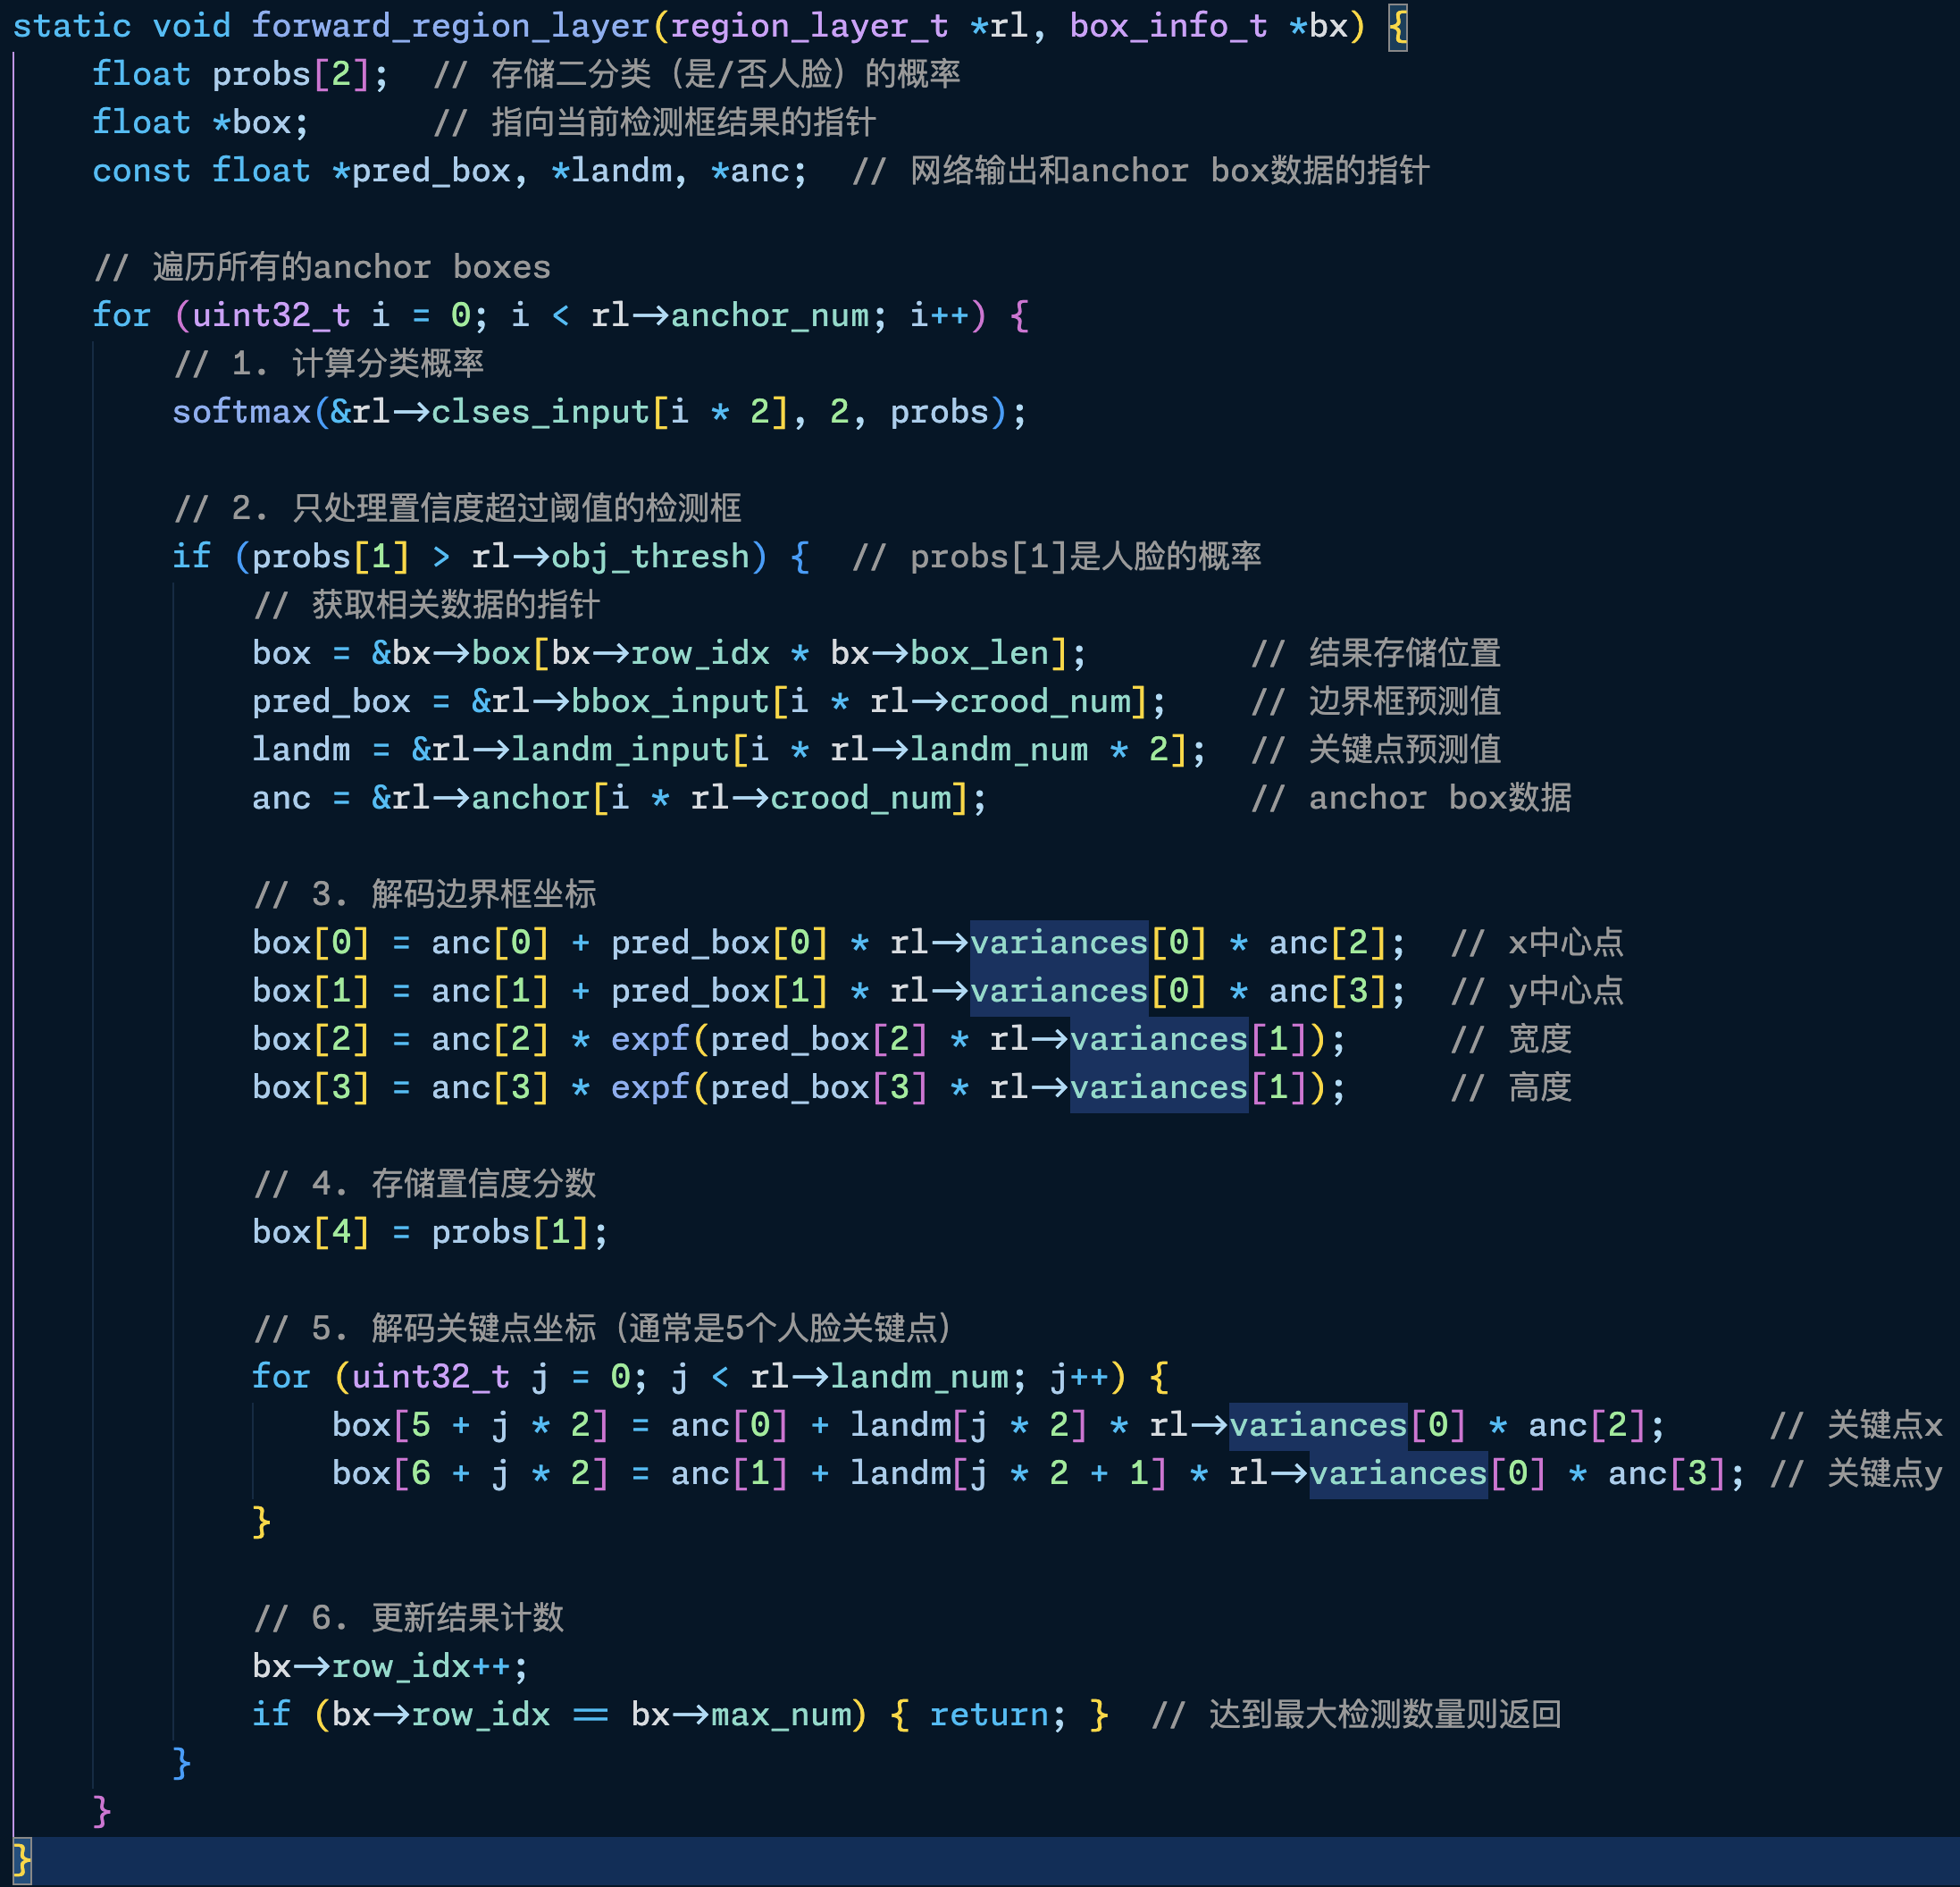 static void forward_region_layer(region_layer_t *rl, box_info_t *bx) {
    float probs[2];  // 存储二分类（是/否人脸）的概率
    float *box;      // 指向当前检测框结果的指针
    const float *pred_box, *landm, *anc;  // 网络输出和anchor box数据的指针
    // 遍历所有的anchor boxes
    for (uint32_t i = 0; i < rl->anchor_num; i++) {
        // 1. 计算分类概率
        softmax(&rl->clses_input[i * 2], 2, probs);
        // 2. 只处理置信度超过阈值的检测框
        if (probs[1] > rl->obj_thresh) {  // probs[1]是人脸的概率
            // 获取相关数据的指针
            box = &bx->box[bx->row_idx * bx->box_len];        // 结果存储位置
            pred_box = &rl->bbox_input[i * rl->crood_num];    // 边界框预测值
            landm = &rl->landm_input[i * rl->landm_num * 2];  // 关键点预测值
            anc = &rl->anchor[i * rl->crood_num];             // anchor box数据
            // 3. 解码边界框坐标
            box[0] = anc[0] + pred_box[0] * rl->variances[0] * anc[2];  // x中心点
            box[1] = anc[1] + pred_box[1] * rl->variances[0] * anc[3];  // y中心点
            box[2] = anc[2] * expf(pred_box[2] * rl->variances[1]);     // 宽度
            box[3] = anc[3] * expf(pred_box[3] * rl->variances[1]);     // 高度
            // 4. 存储置信度分数
            box[4] = probs[1];
            // 5. 解码关键点坐标（通常是5个人脸关键点）
            for (uint32_t j = 0; j < rl->landm_num; j++) {
                box[5 + j * 2] = anc[0] + landm[j * 2] * rl->variances[0] * anc[2];     // 关键点x
                box[6 + j * 2] = anc[1] + landm[j * 2 + 1] * rl->variances[0] * anc[3]; // 关键点y
            }
            // 6. 更新结果计数
            bx->row_idx++;
            if (bx->row_idx == bx->max_num) { return; }  // 达到最大检测数量则返回
        }
    }
}